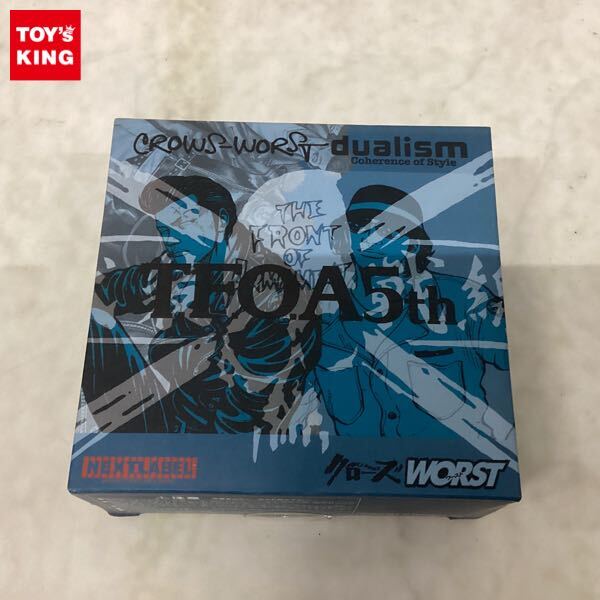 TOY'S
KING
CROWS×WORST dualism
Coherence of Style
THE
FRONT
OF
TFOA5th
NEXTLABEL
クローズ WORST